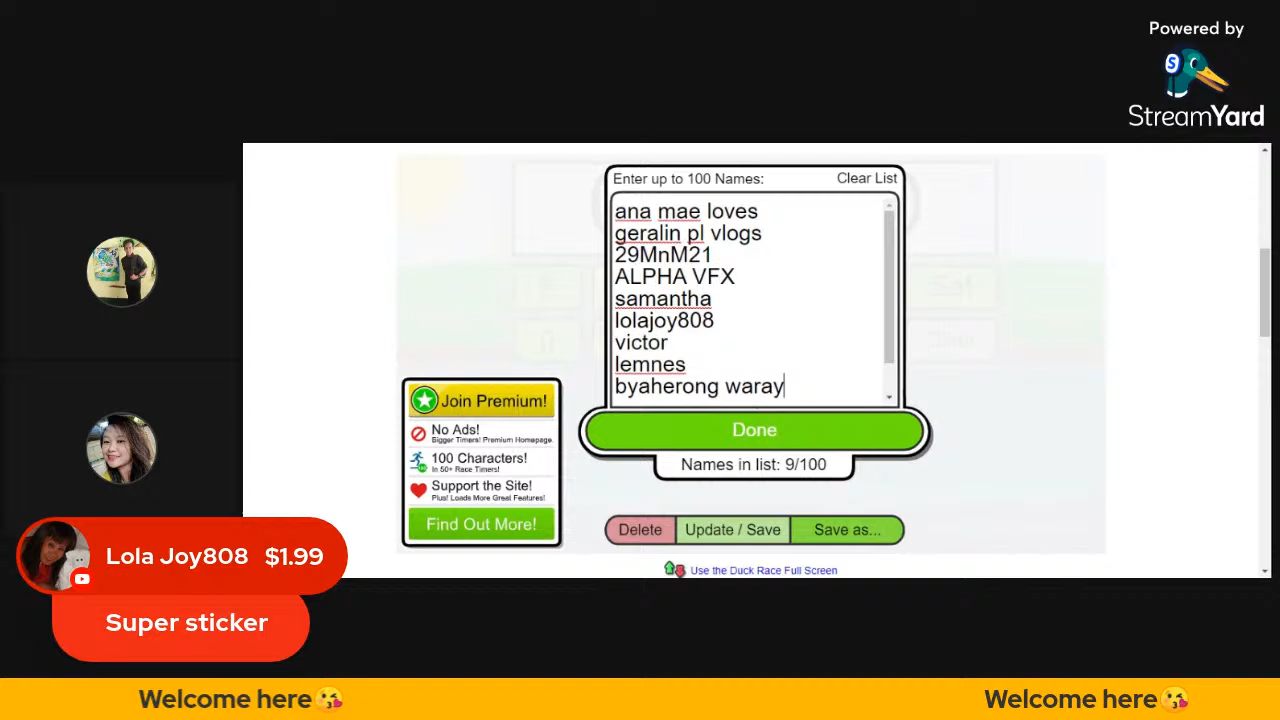 Powered by
StreamYard
Enter up to 100 Names:
Clear List
ana mae loves
geralin pl vlogs
29MnM21
ALPHA VFX
samantha
lolajoy808
victor
lemnes
byaherong waray
Done
Names in list: 9/100
Join Premium!
No Ads!
Bigger Timers! Premium Homepage.
100 Characters!
In 50+ Race Timers!
Support the Site!
Plus! Loads More Great Features!
Find Out More!
Delete
Update / Save
Save as...
Use the Duck Race Full Screen
Lola Joy808 $1.99
Super sticker
Welcome here😘
Welcome here😘